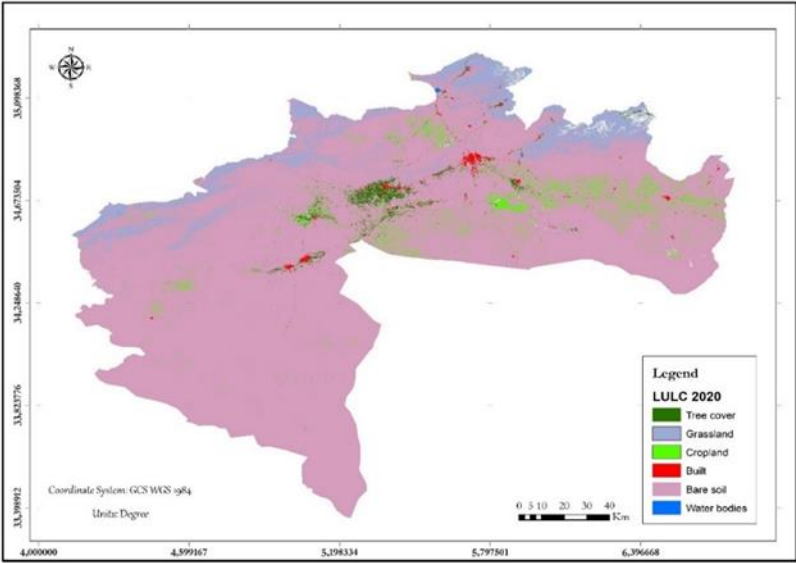 N
W R
S
35,098368
34,673504
34,248640
33,823776
33,398912
Legend
LULC 2020
Tree cover
Grassland
Cropland
Built
Bare soil
Water bodies
Coordinate System: GCS WGS 1984
Units: Degree
0 5 10 20 30 40
Km
4,000000 4,599167 5,198334 5,797501 6,396668